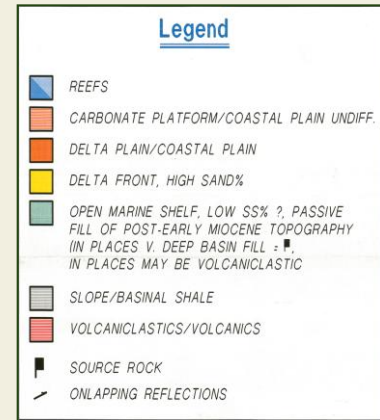 Legend
REEFS
CARBONATE PLATFORM/COASTAL PLAIN UNDIFF.
DELTA PLAIN/COASTAL PLAIN
DELTA FRONT, HIGH SAND%
OPEN MARINE SHELF, LOW SS% ?, PASSIVE
FILL OF POST-EARLY MIOCENE TOPOGRAPHY
(IN PLACES V. DEEP BASIN FILL :
IN PLACES MAY BE VOLCANICLASTIC
SLOPE/BASINAL SHALE
VOLCANICLASTICS/VOLCANICS
SOURCE ROCK
ONLAPPING REFLECTIONS